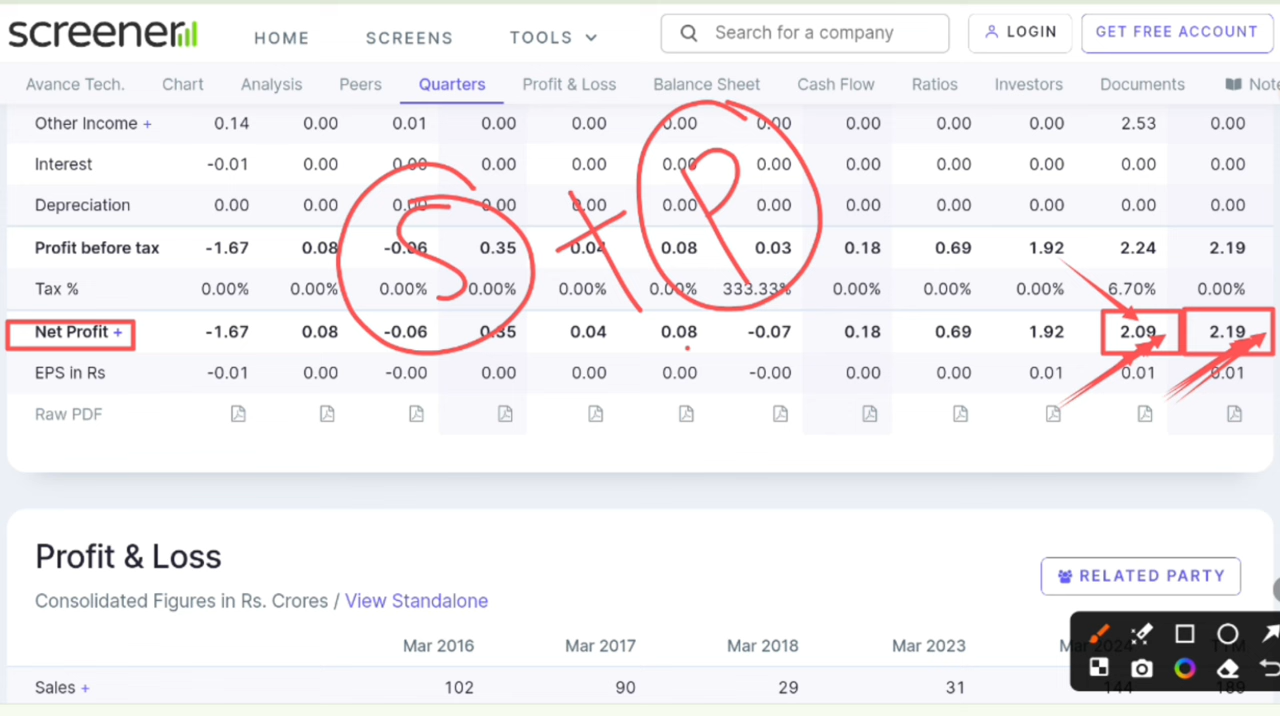 screener HOME SCREENS TOOLS Search for a company LOGIN GET FREE ACCOUNT
Avance Tech. Chart Analysis Peers Quarters Profit & Loss Balance Sheet Cash Flow Ratios Investors Documents Note
Other Income + 0.14 0.00 0.01 0.00 0.00 0.00 0.00 0.00 0.00 0.00 2.53 0.00
Interest -0.01 0.00 0.00 0.00 0.00 0.00 0.00 0.00 0.00 0.00 0.00 0.00
Depreciation 0.00 0.00 0.00 0.00 0.00 0.00 0.00 0.00 0.00 0.00 0.00 0.00
S + P
Profit before tax -1.67 0.08 -0.06 0.35 0.04 0.08 0.03 0.18 0.69 1.92 2.24 2.19
Tax % 0.00% 0.00% 0.00% 0.00% 0.00% 0.00% 333.33% 0.00% 0.00% 0.00% 6.70% 0.00%
Net Profit + -1.67 0.08 -0.06 0.35 0.04 0.08 -0.07 0.18 0.69 1.92 2.09 2.19
EPS in Rs -0.01 0.00 -0.00 0.00 0.00 0.00 -0.00 0.00 0.00 0.01 0.01 0.01
Raw PDF
Profit & Loss
RELATED PARTY
Consolidated Figures in Rs. Crores / View Standalone
Mar 2016 Mar 2017 Mar 2018 Mar 2023 Mar 2024 TTM
Sales + 102 90 29 31 144 189